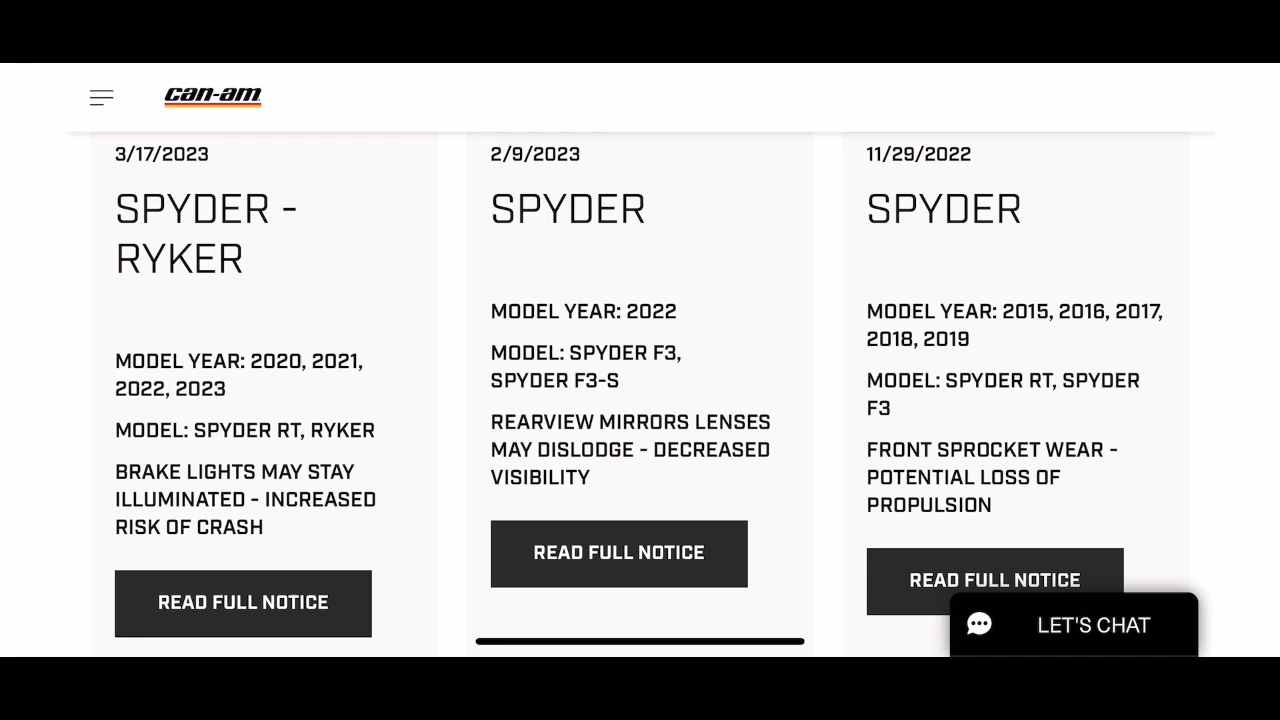 can-am
3/17/2023
SPYDER -
RYKER
MODEL YEAR: 2020, 2021,
2022, 2023
MODEL: SPYDER RT, RYKER
BRAKE LIGHTS MAY STAY
ILLUMINATED - INCREASED
RISK OF CRASH
READ FULL NOTICE
2/9/2023
SPYDER
MODEL YEAR: 2022
MODEL: SPYDER F3,
SPYDER F3-S
REARVIEW MIRRORS LENSES
MAY DISLODGE - DECREASED
VISIBILITY
READ FULL NOTICE
11/29/2022
SPYDER
MODEL YEAR: 2015, 2016, 2017,
2018, 2019
MODEL: SPYDER RT, SPYDER
F3
FRONT SPROCKET WEAR -
POTENTIAL LOSS OF
PROPULSION
READ FULL NOTICE
LET'S CHAT